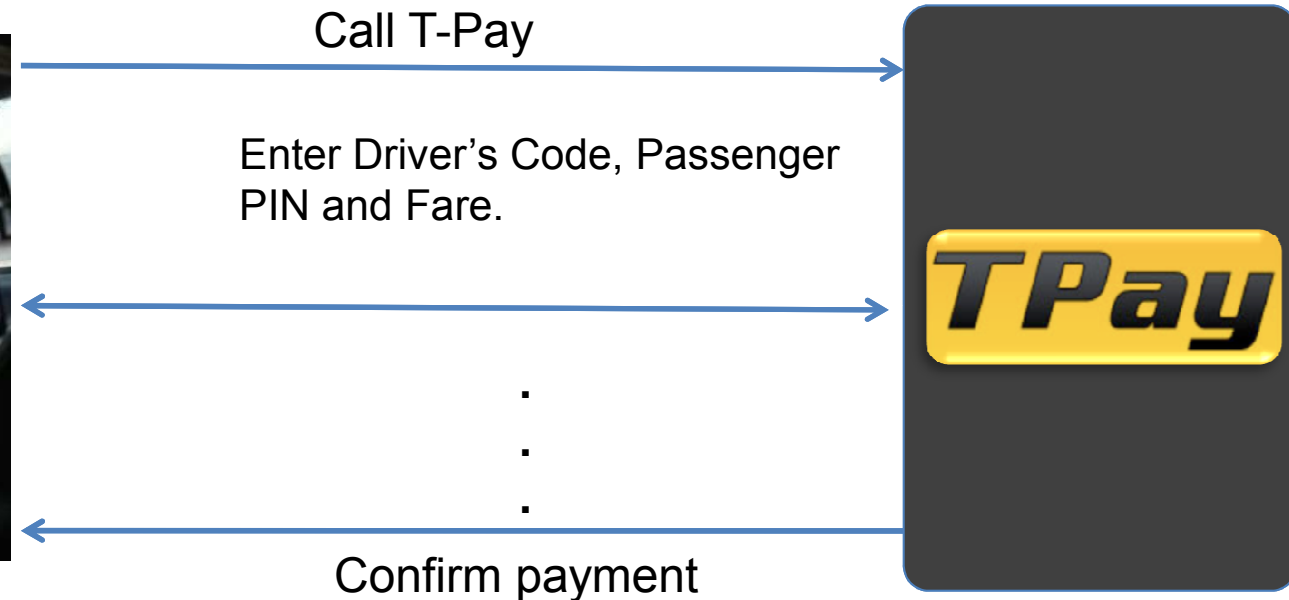 Call T-Pay
Enter Driver’s Code, Passenger
PIN and Fare.
TPay
.
.
.
Confirm payment